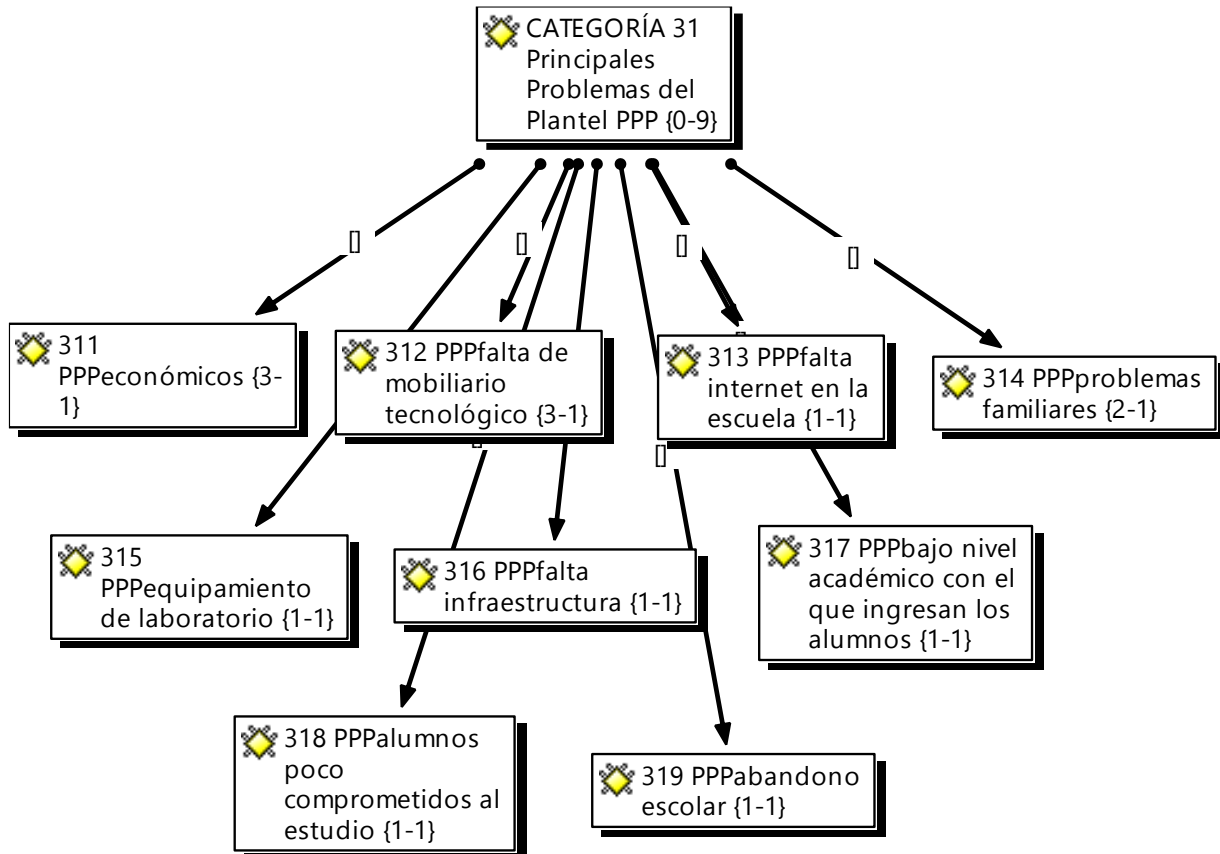 CATEGORÍA 31
Principales
Problemas del
Plantel PPP {0-9}
[]
[]
[]
[]
311
PPPeconómicos {3-
1}
312 PPPfalta de
mobiliario
tecnológico {3-1}
313 PPPfalta
internet en la
escuela {1-1}
314 PPPproblemas
familiares {2-1}
[]
315
PPPequipamiento
de laboratorio {1-1}
316 PPPfalta
infraestructura {1-1}
317 PPPbajo nivel
académico con el
que ingresan los
alumnos {1-1}
318 PPPalumnos
poco
comprometidos al
estudio {1-1}
319 PPPabandono
escolar {1-1}